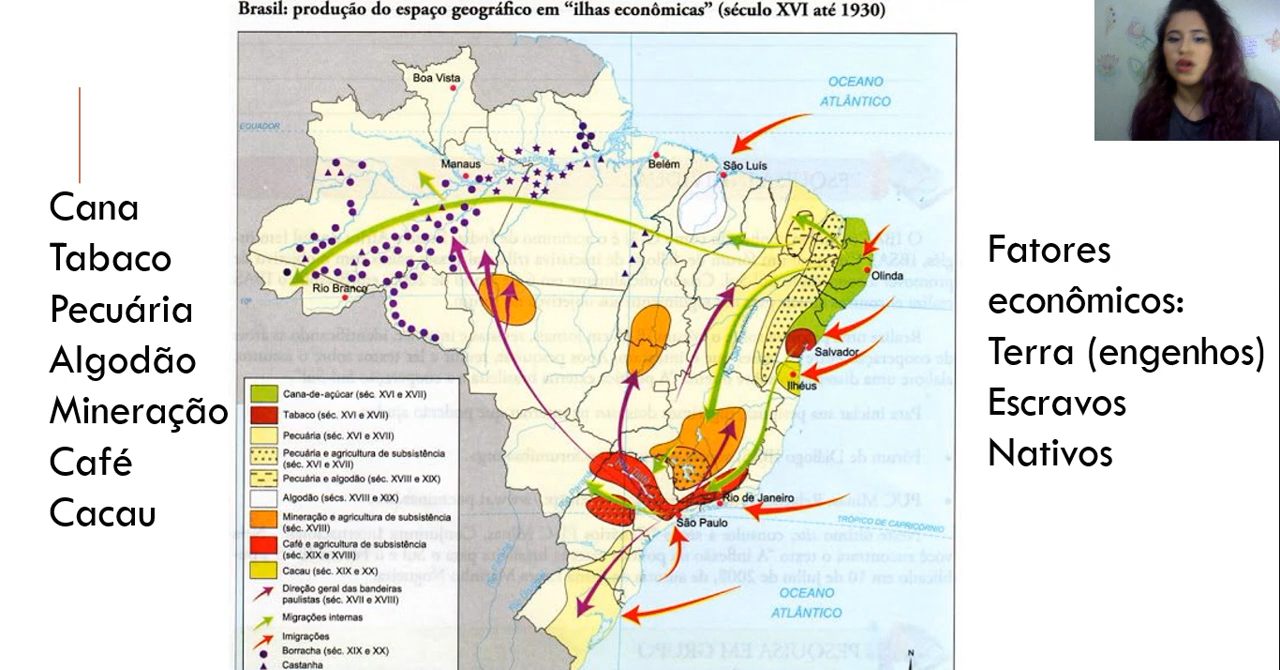 Brasil: produção do espaço geográfico em “ilhas econômicas” (século XVI até 1930)
Cana
Tabaco
Pecuária
Algodão
Mineração
Café
Cacau
Boa Vista
OCEANO
ATLÂNTICO
EQUADOR
Manaus
Rio Amazonas
Belém
São Luís
Olinda
Rio Branco
10º
Salvador
Ilhéus
Rio de Janeiro
São Paulo
TRÓPICO DE CAPRICÓRNIO
OCEANO
ATLÂNTICO
N
Cana-de-açúcar (séc. XVI e XVII)
Tabaco (séc. XVI e XVII)
Pecuária (séc. XVI e XVII)
Pecuária e agricultura de subsistência
(séc. XVI e XVII)
Pecuária e algodão (séc. XVIII e XIX)
Algodão (sécs. XVIII e XIX)
Mineração e agricultura de subsistência
(séc. XVIII)
Café e agricultura de subsistência
(séc. XIX e XVIII)
Cacau (séc. XIX e XX)
Direção geral das bandeiras
paulistas (séc. XVII e XVIII)
Migrações internas
Imigrações
Borracha (séc. XIX e XX)
Castanha
Fatores
econômicos:
Terra (engenhos)
Escravos
Nativos